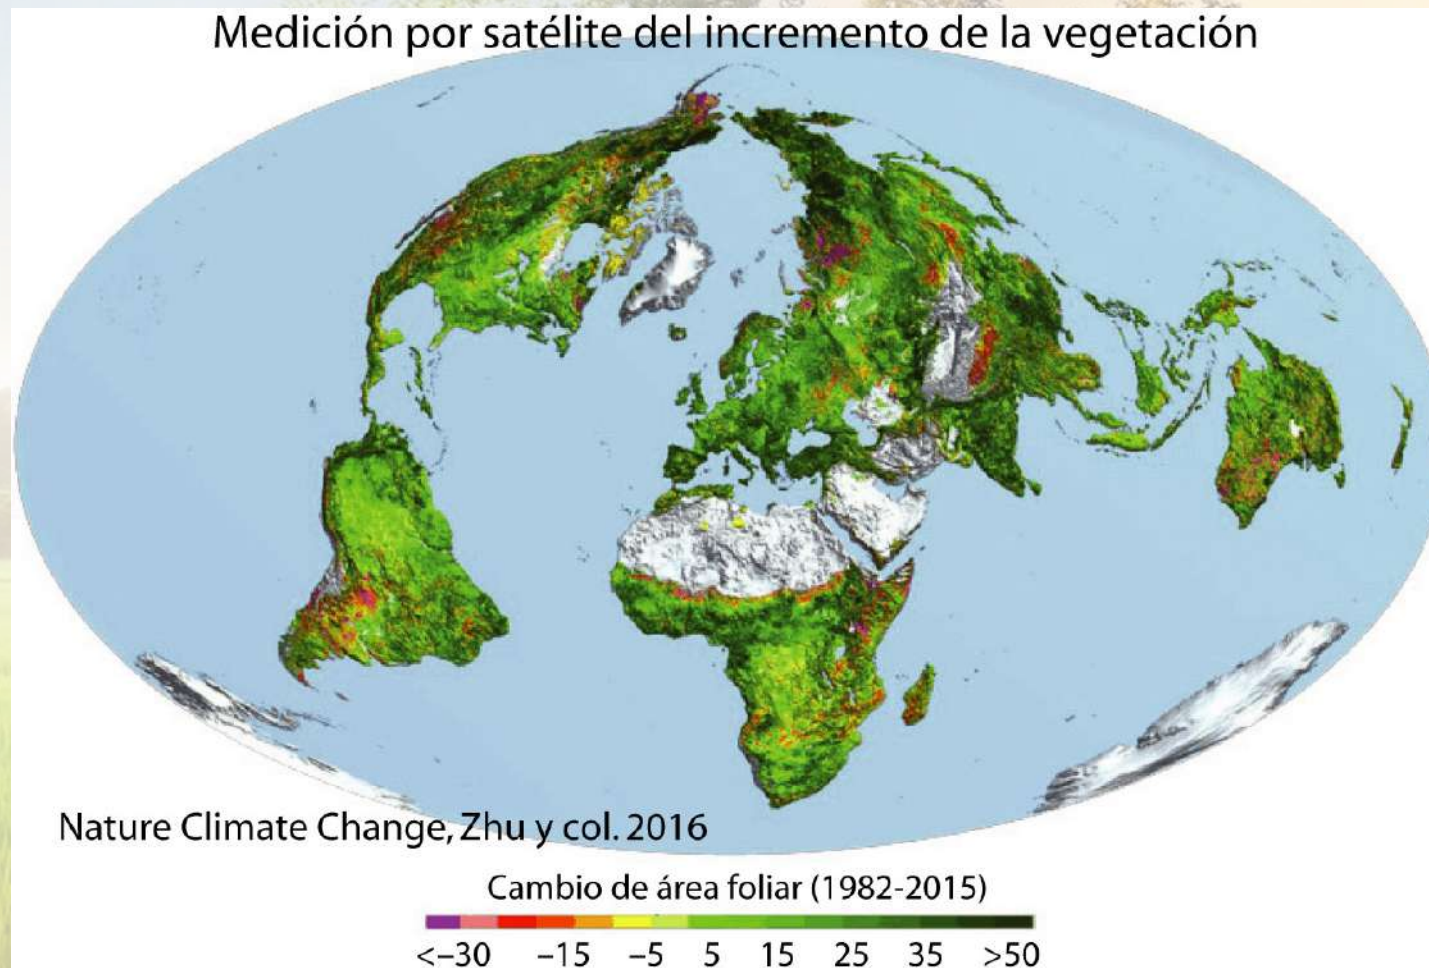 Medición por satélite del incremento de la vegetación
Nature Climate Change, Zhu y col. 2016
Cambio de área foliar (1982-2015)
<–30 –15 –5 5 15 25 35 >50